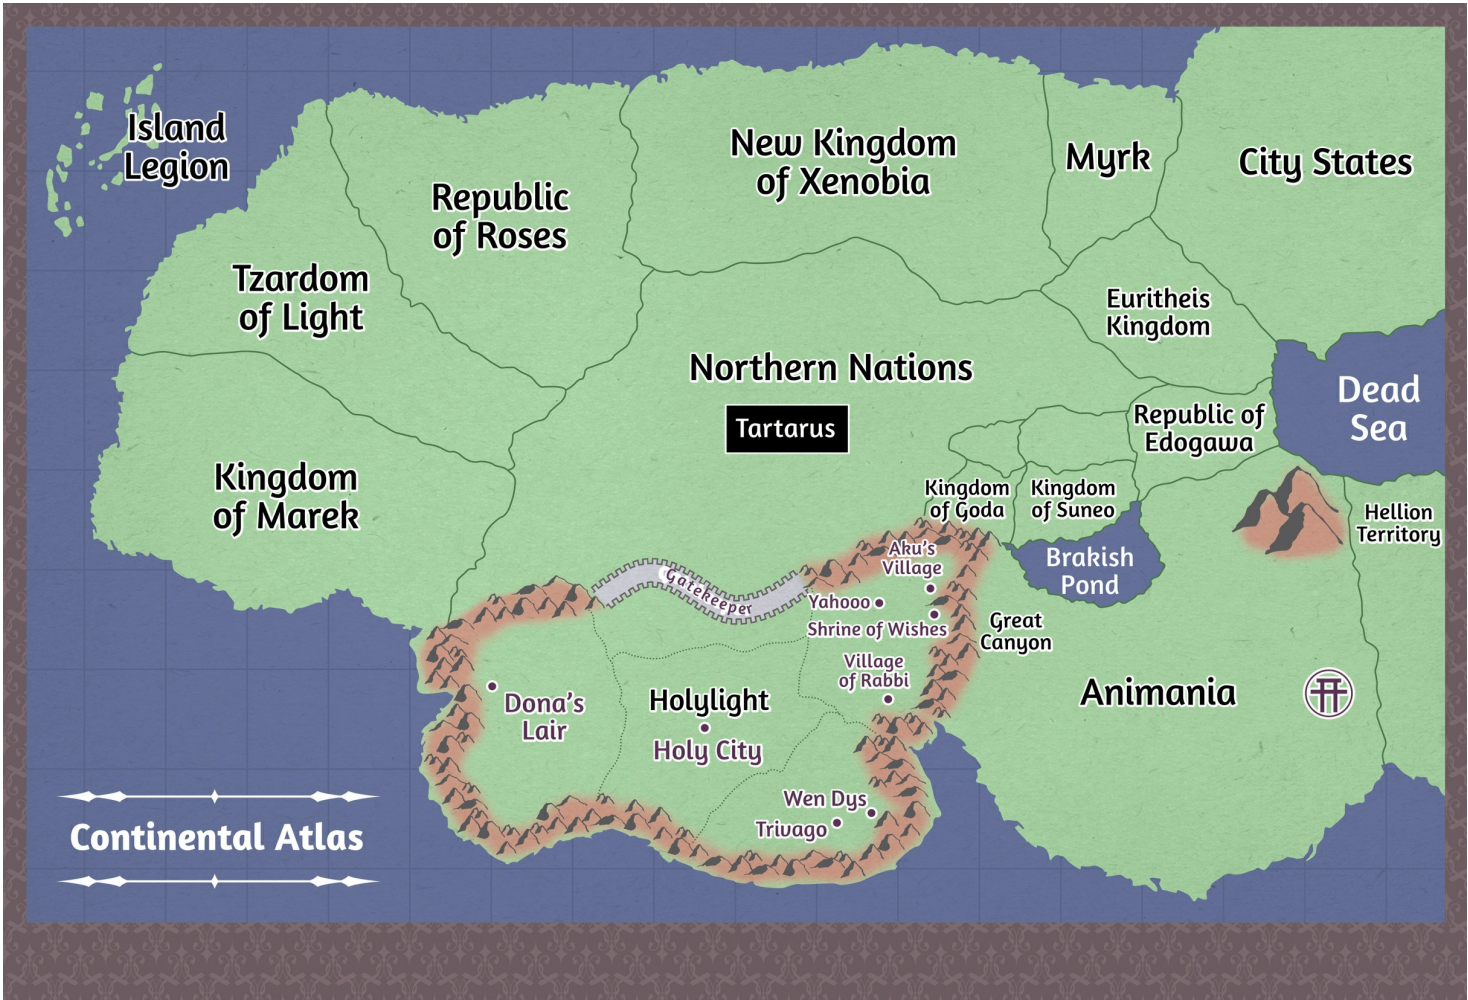 Island
Legion
New Kingdom
of Xenobia
Myrk
City States
Republic
of Roses
Tzardom
of Light
Euritheis
Kingdom
Northern Nations
Tartarus
Dead
Sea
Republic of
Edogawa
Kingdom
of Marek
Kingdom
of Goda
Kingdom
of Suneo
Hellion
Territory
Brakish
Pond
Aku's
Village
Gatekeeper
Yahooo
Shrine of Wishes
Great
Canyon
Village
of Rabbi
Animania
Dona's
Lair
Holylight
Holy City
Wen Dys
Trivago
Continental Atlas